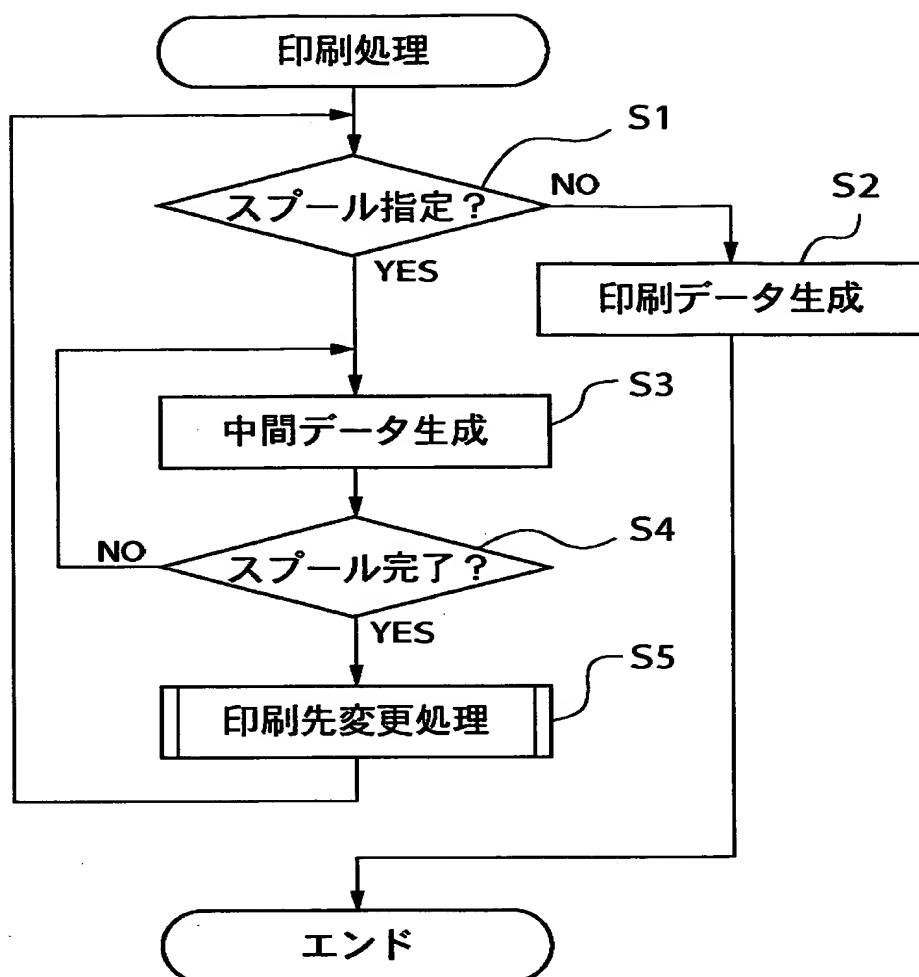 印刷処理
S1
スプール指定？
NO
S2
YES
印刷データ生成
S3
中間データ生成
S4
NO
スプール完了？
YES
S5
印刷先変更処理
エンド